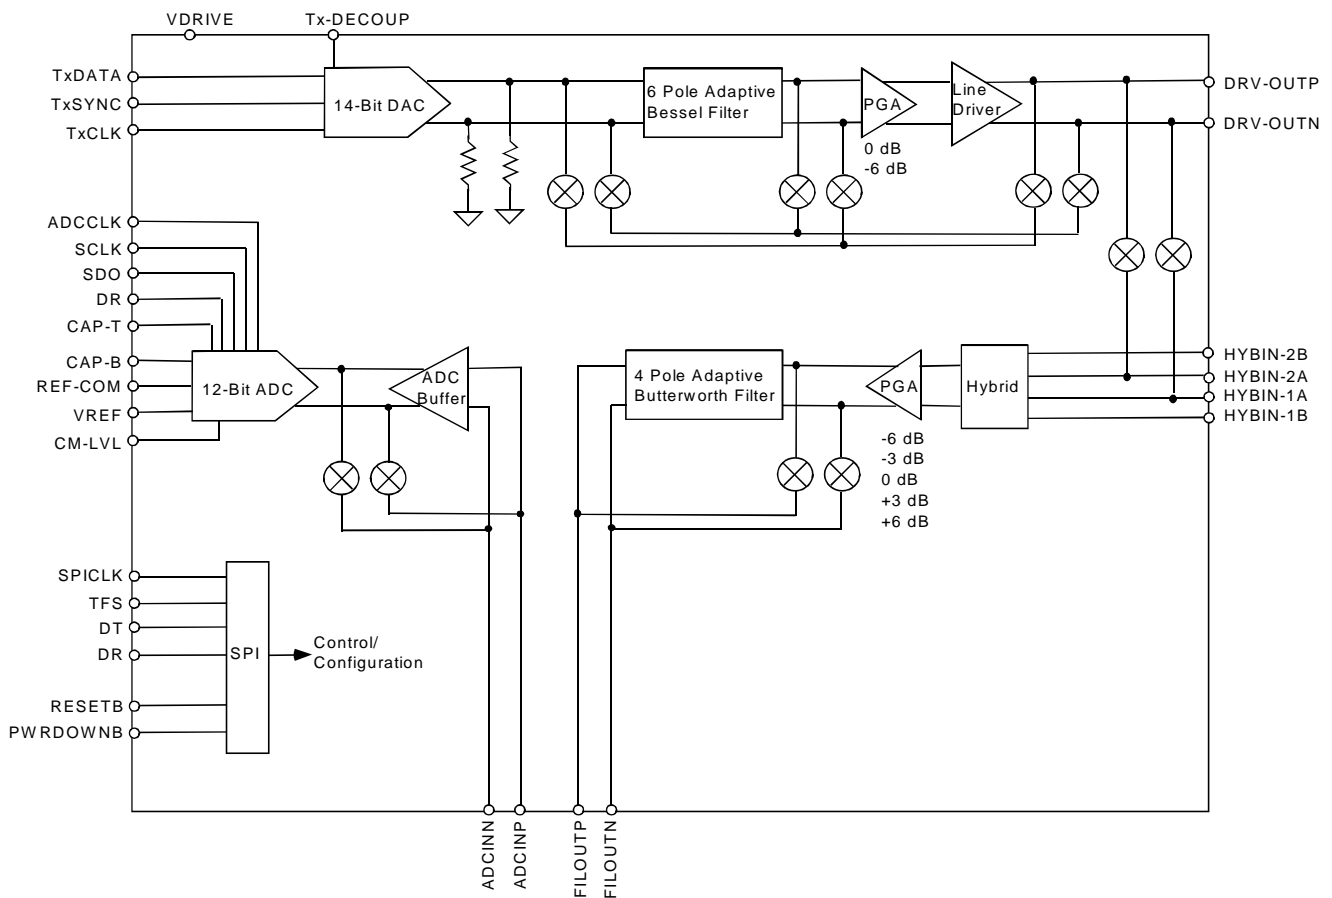 VDRIVE
Tx-DECOUP
TxDATA
TxSYNC
TxCLK
14-Bit DAC
6 Pole Adaptive
Bessel Filter
PGA
0 dB
-6 dB
Line
Driver
DRV-OUTP
DRV-OUTN
ADCCLK
SCLK
SDO
DR
CAP-T
CAP-B
REF-COM
VREF
CM-LVL
12-Bit ADC
ADC
Buffer
4 Pole Adaptive
Butterworth Filter
PGA
-6 dB
-3 dB
0 dB
+3 dB
+6 dB
Hybrid
HYBIN-2B
HYBIN-2A
HYBIN-1A
HYBIN-1B
SPICLK
TFS
DT
DR
RESETB
PWRDOWNB
SPI
Control/
Configuration
ADCINN
ADCINP
FILOUTP
FILOUTN